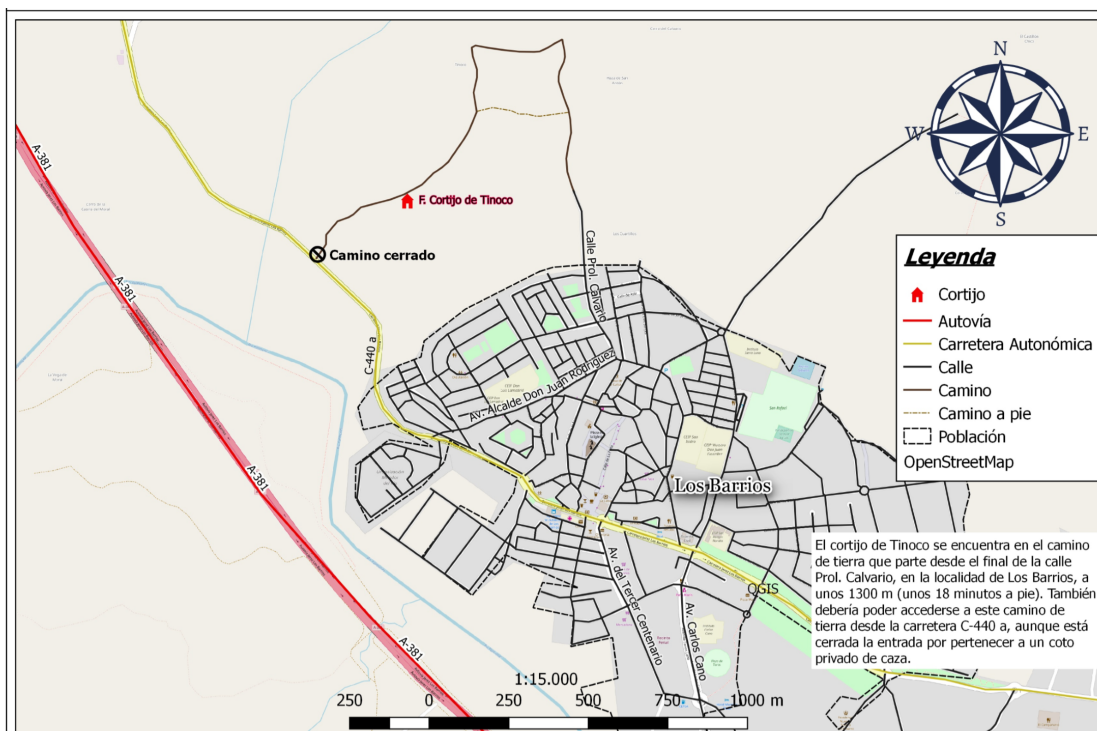 N
W
E
S
A-381
F. Cortijo de Tinoco
Camino cerrado
Calle Prol. Calvario
A-381
C-440 a
Av. Alcalde Don Juan Rodriguez
A-381
Los Barrios
QGIS
Av. del Tercer Centenario
Av. Carlos Cano
A-381
Leyenda
Cortijo
Autovía
Carretera Autonómica
Calle
Camino
Camino a pie
Población
OpenStreetMap
El cortijo de Tinoco se encuentra en el camino
de tierra que parte desde el final de la calle
Prol. Calvario, en la localidad de Los Barrios, a
unos 1300 m (unos 18 minutos a pie). También
debería poder accederse a este camino de
tierra desde la carretera C-440 a, aunque está
cerrada la entrada por pertenecer a un coto
privado de caza.
1:15.000
250 0 250 500 750 1000 m